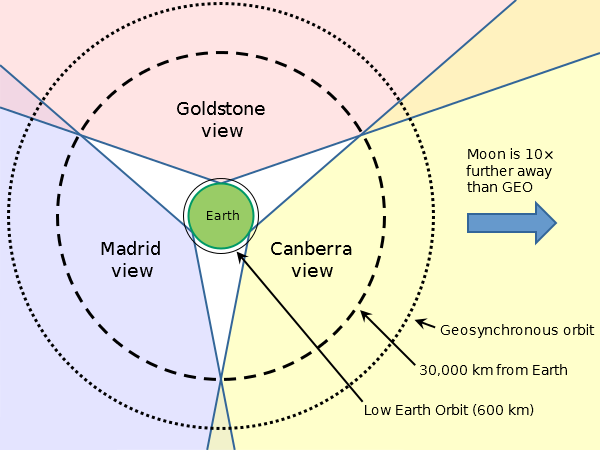 Goldstone
view
Moon is 10×
further away
than GEO
Earth
Madrid
view
Canberra
view
Geosynchronous orbit
30,000 km from Earth
Low Earth Orbit (600 km)